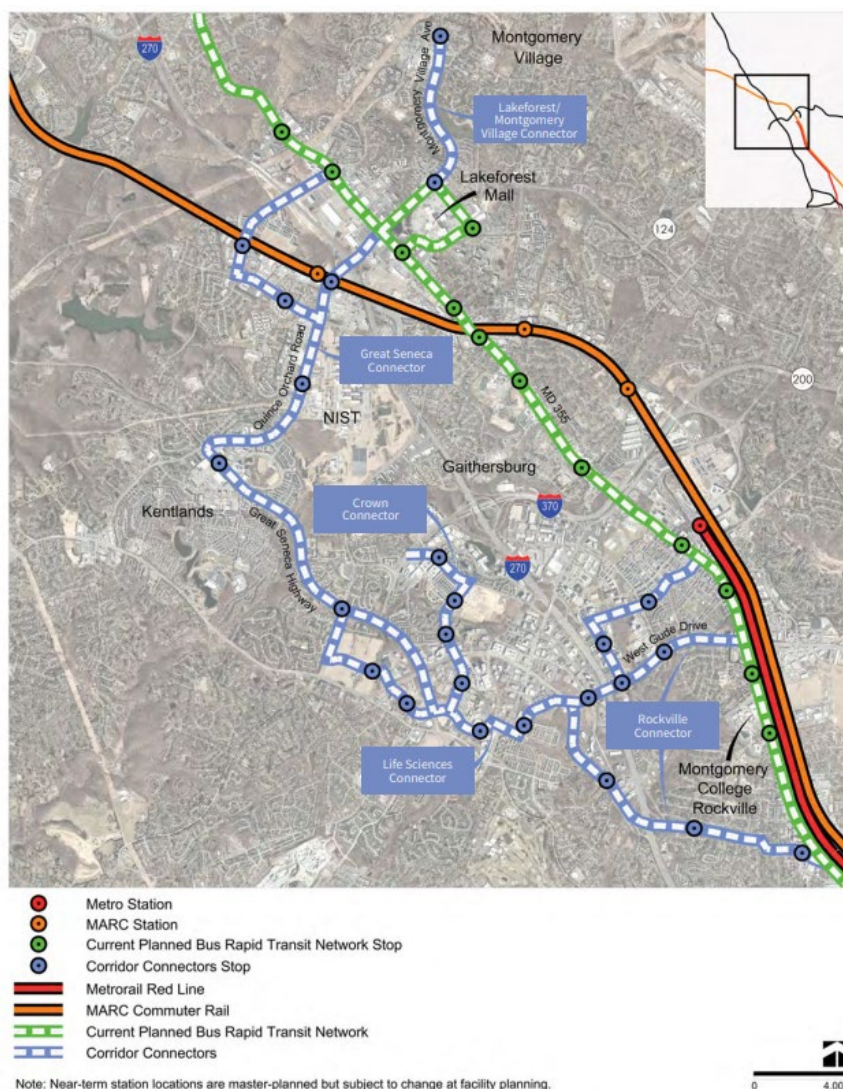 270
Montgomery Village Ave
Montgomery
Village
Lakeforest/
Montgomery
Village Connector
Lakeforest
Mall
124
Great Seneca
Connector
Quince Orchard Road
NIST
MD 355
200
Gaithersburg
Kentlands
Crown
Connector
370
270
Great Seneca
Highway
West Gude Drive
Rockville
Connector
Life Sciences
Connector
Montgomery
College
Rockville
Metro Station
MARC Station
Current Planned Bus Rapid Transit Network Stop
Corridor Connectors Stop
Metrorail Red Line
MARC Commuter Rail
Current Planned Bus Rapid Transit Network
Corridor Connectors
Note: Near-term station locations are master-planned but subject to change at facility planning.
0